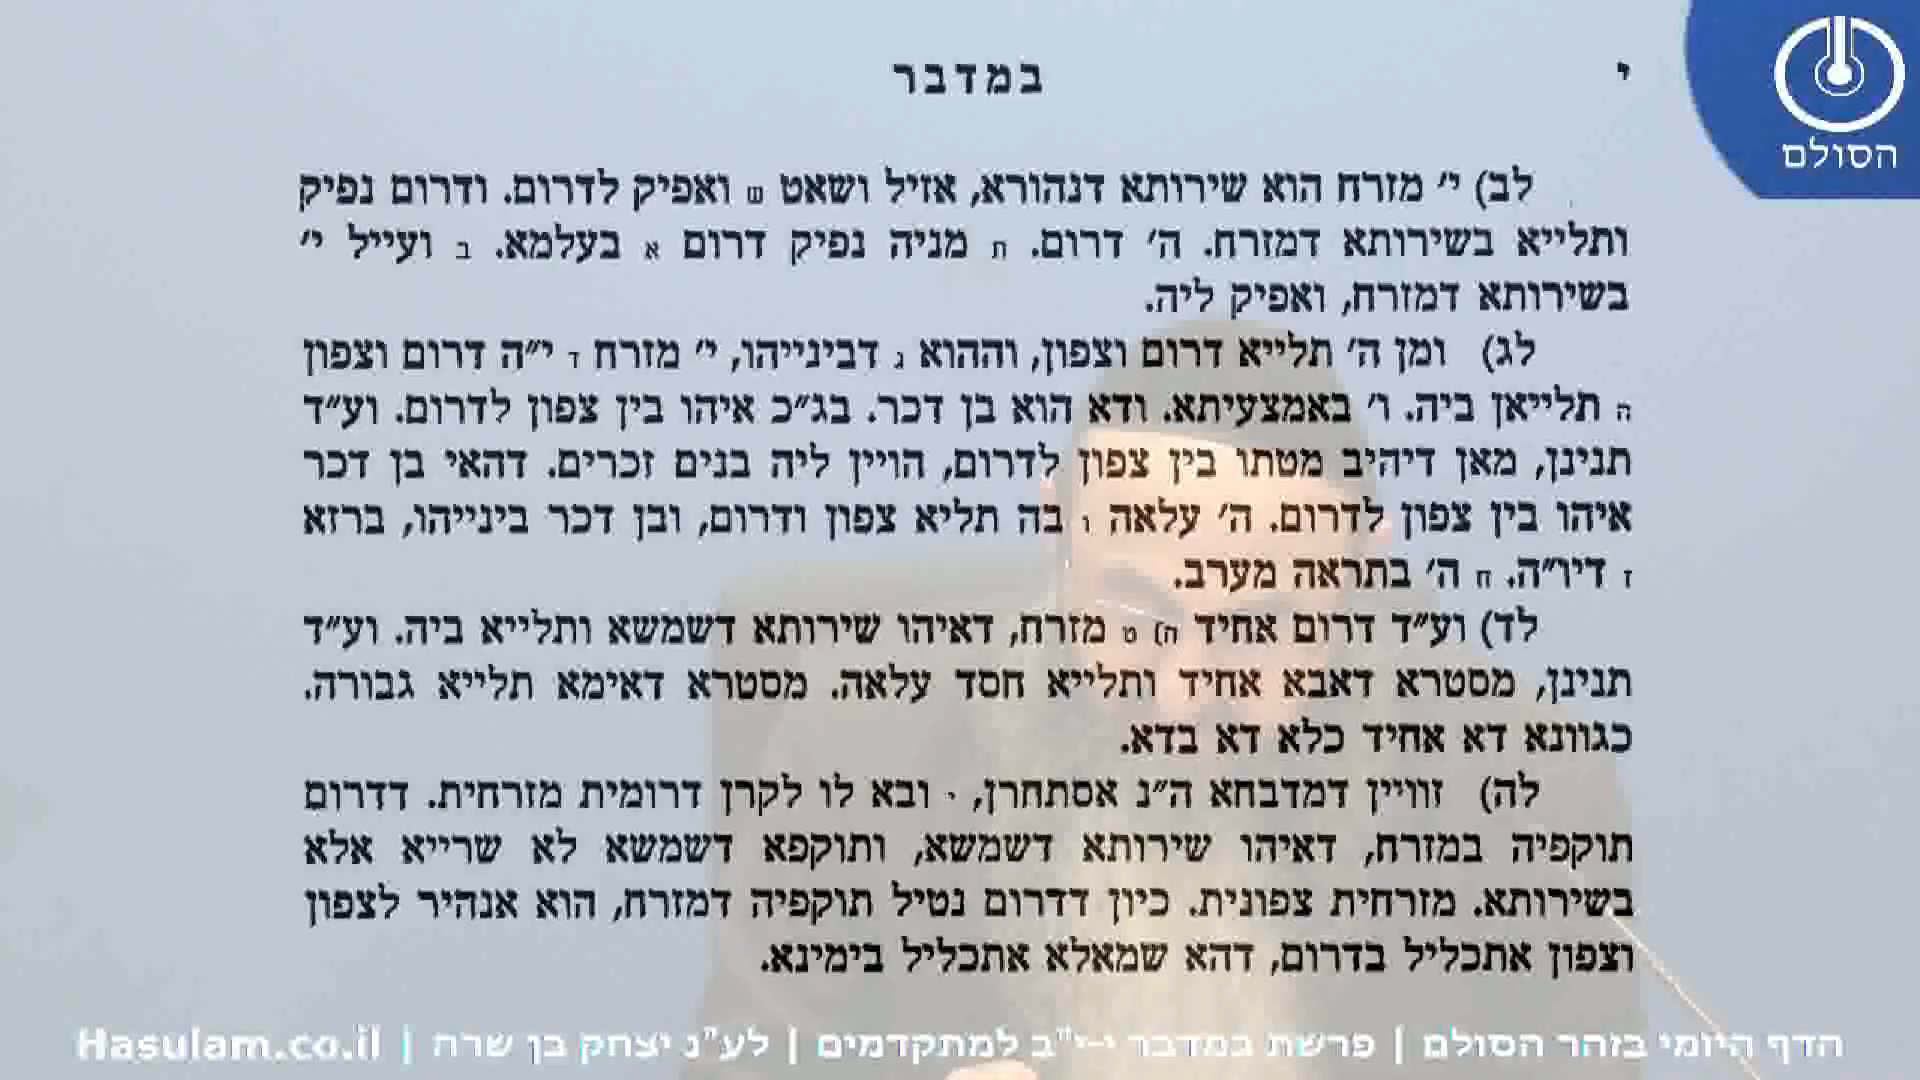 י
במדבר
הסולם
לב) י׳ מזרח הוא שירותא דנהורא, אזיל ושאט ש ואפיק לדרום. ודרום נפיק
ותלייא בשירותא דמזרח. ה׳ דרום. ת מניה נפיק דרום א בעלמא. ב ועייל י׳
בשירותא דמזרח, ואפיק ליה.
לג) ומן ה׳ תלייא דרום וצפון, וההוא ג דבינייהו, י׳ מזרח ד י״ה דרום וצפון
ה תלייאן ביה. ו׳ באמצעיתא. ודא הוא בן דכר. בג״כ איהו בין צפון לדרום. וע״ד
תנינן, מאן דיהיב מטתו בין צפון לדרום, הויין ליה בנים זכרים. דהאי בן דכר
איהו בין צפון לדרום. ה׳ עלאה ו בה תליא צפון ודרום, ובן דכר בינייהו, ברזא
ז דיו״ה. ח ה׳ בתראה מערב.
לד) וע״ד דרום אחיד ה) ט מזרח, דאיהו שירותא דשמשא ותלייא ביה. וע״ד
תנינן, מסטרא דאבא אחיד ותלייא חסד עלאה. מסטרא דאימא תלייא גבורה.
כגוונא דא אחיד כלא דא בדא.
לה) זוויין דמדבחא ה״נ אסתחרן, י ובא לו לקרן דרומית מזרחית. דדרום
תוקפיה במזרח, דאיהו שירותא דשמשא, ותוקפא דשמשא לא שרייא אלא
בשירותא. מזרחית צפונית. כיון דדרום נטיל תוקפיה דמזרח, הוא אנהיר לצפון
וצפון אתכליל בדרום, דהא שמאלא אתכליל בימינא.
הדף היומי בזהר הסולם | פרשת במדבר י-י"ב למתקדמים | לע"נ יצחק בן שרה | Hasulam.co.il